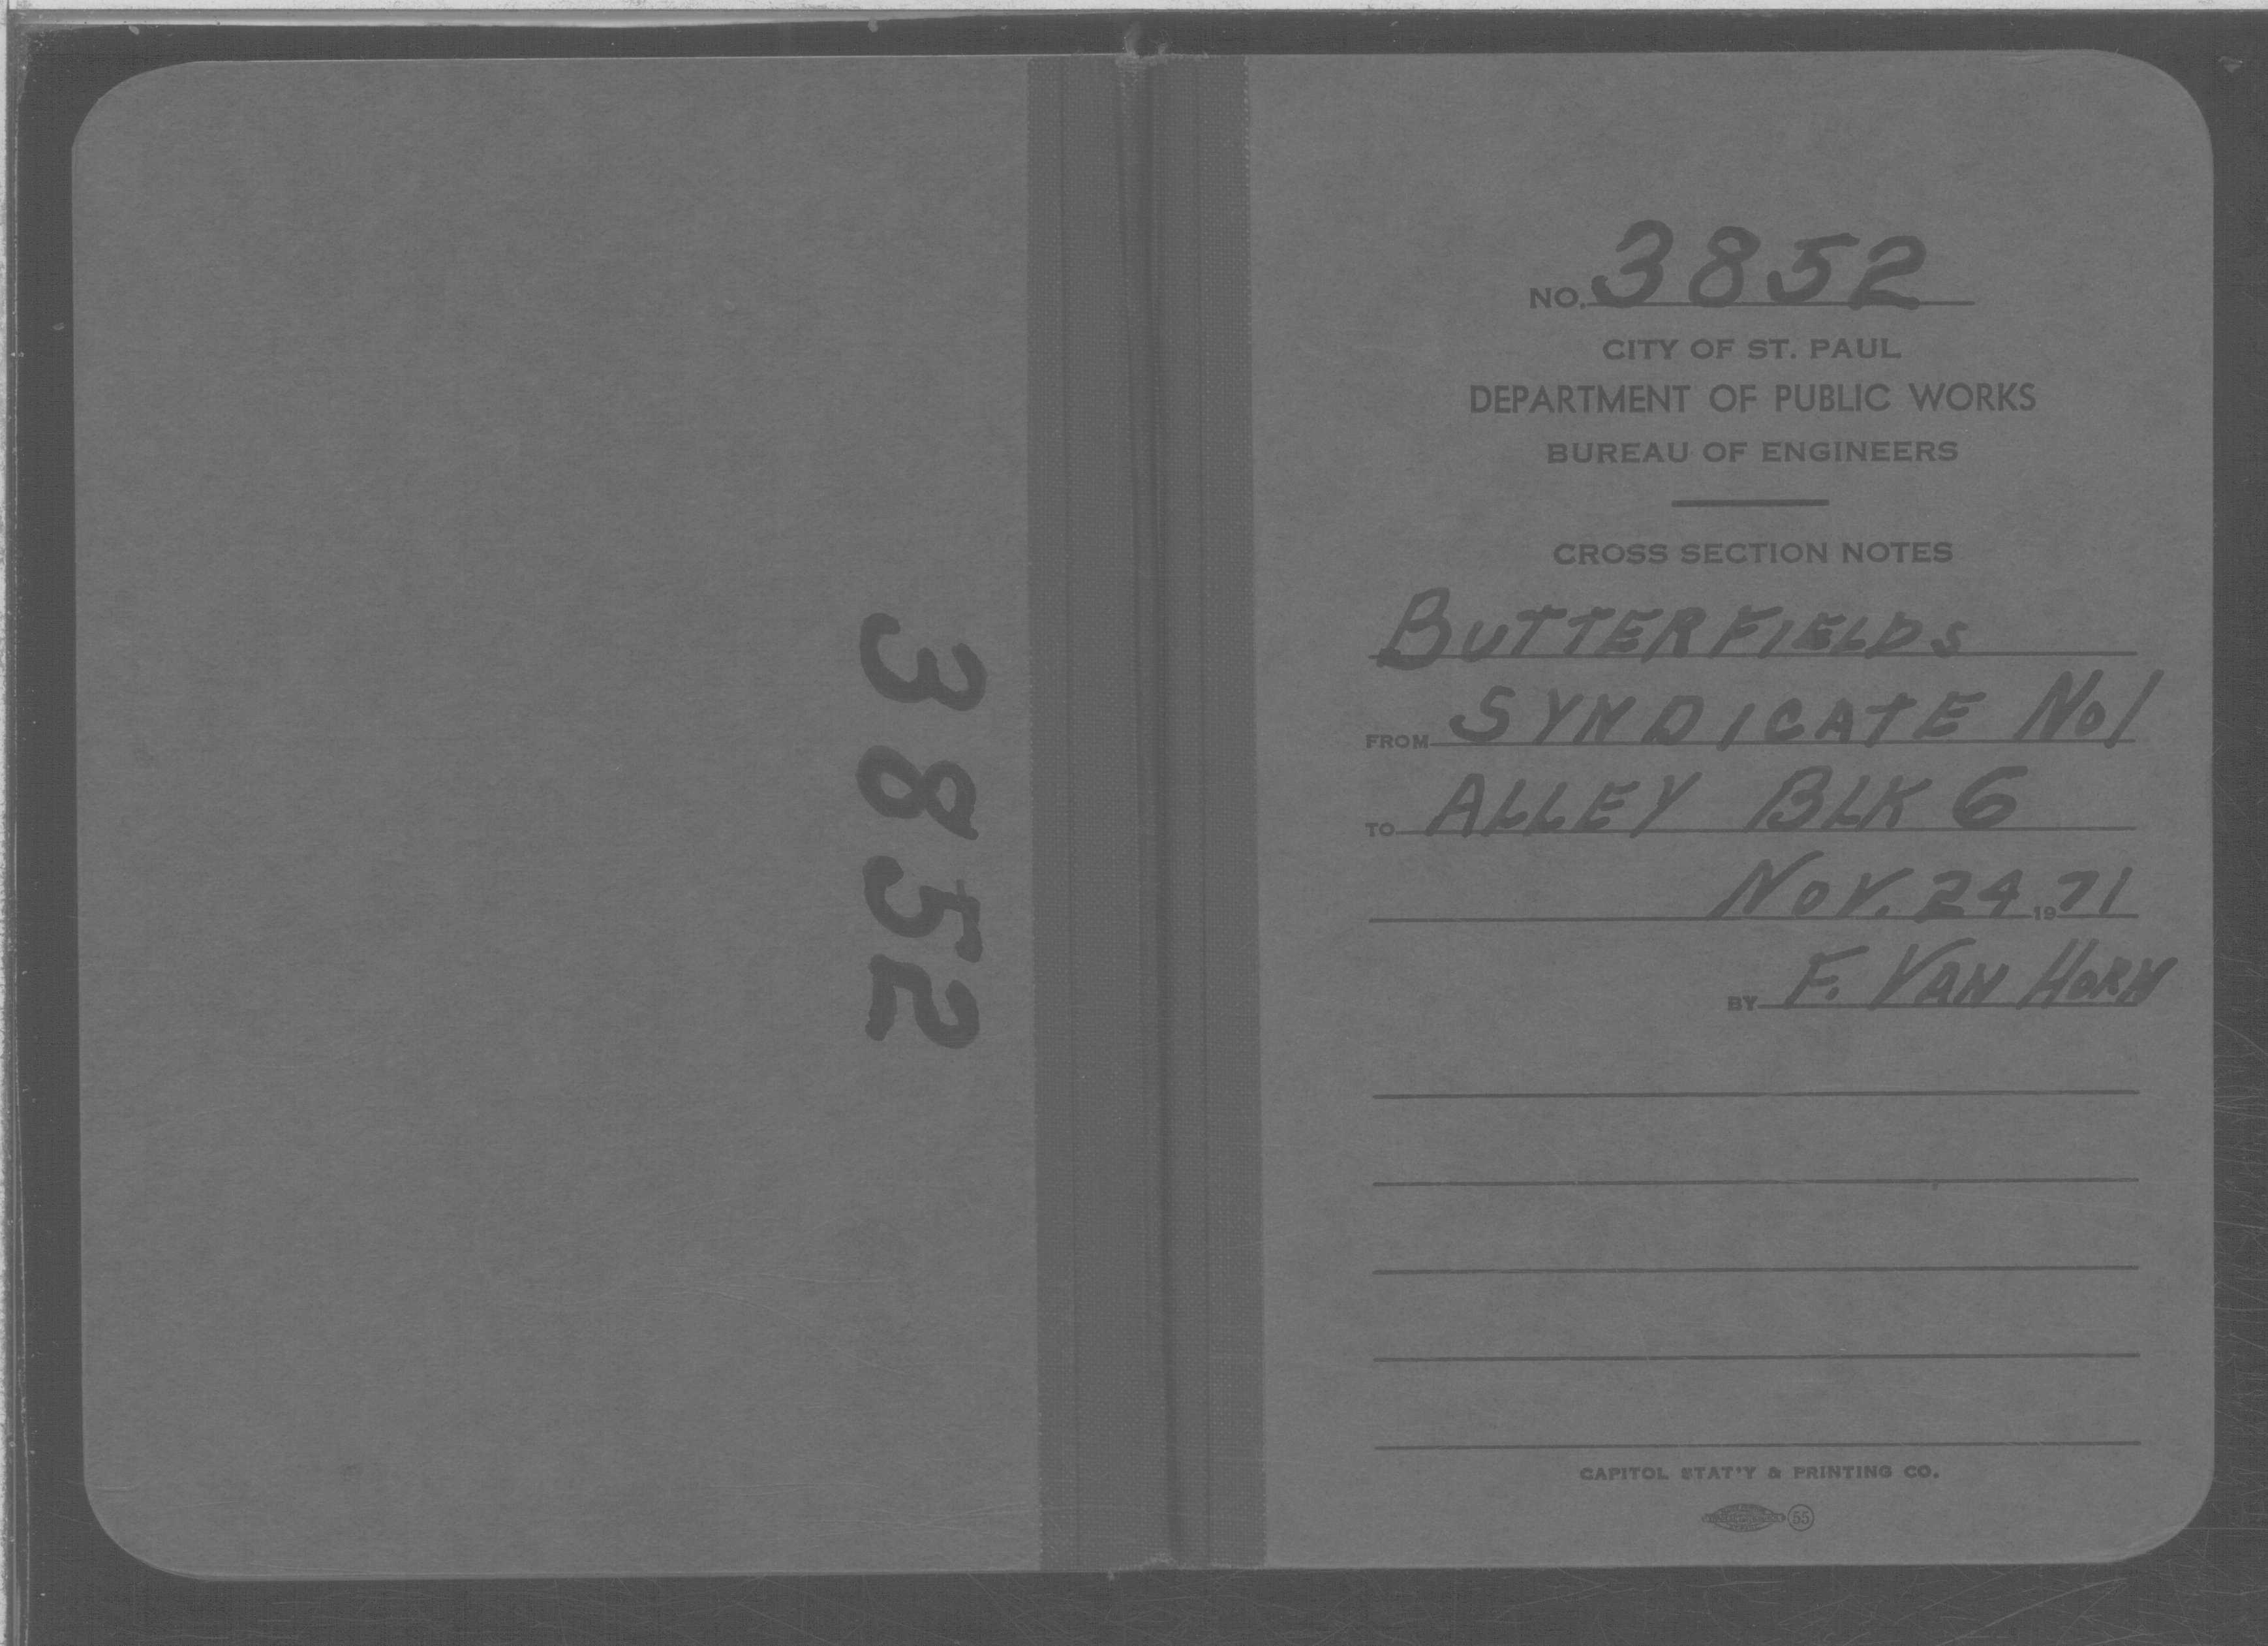 3852
NO. 3852
CITY OF ST. PAUL
DEPARTMENT OF PUBLIC WORKS
BUREAU OF ENGINEERS
CROSS SECTION NOTES
BUTTERFIELDS
FROM SYNDICATE No 1
TO ALLEY BLK 6
NOV. 24 1971
BY F. VAN HORN
CAPITOL STAT'Y & PRINTING CO.
55